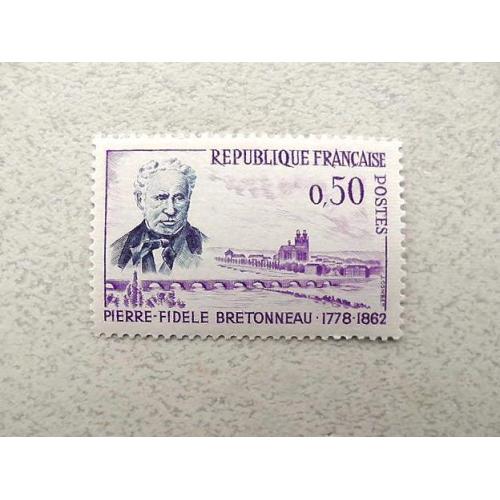 REPUBLIQUE FRANÇAISE
0,50
POSTES
PIERRE-FIDELE BRETONNEAU · 1778-1862